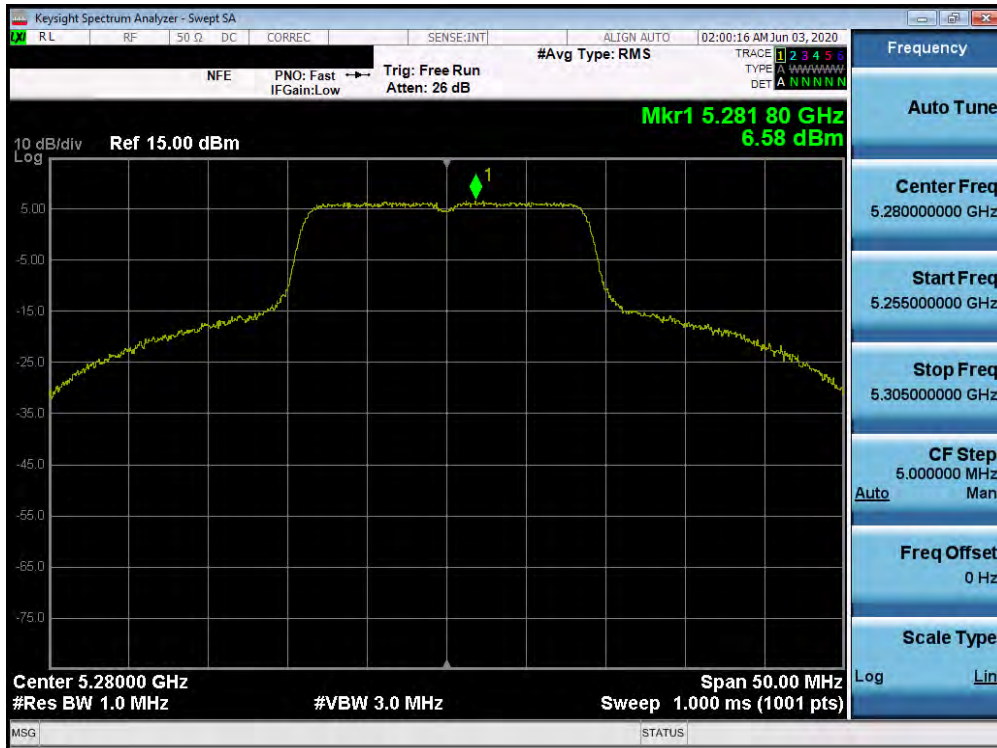 Keysight Spectrum Analyzer - Swept SA
LXI RL RF 50 Ω DC CORREC SENSE:INT ALIGN AUTO 02:00:16 AM Jun 03, 2020
NFE PNO: Fast Trig: Free Run #Avg Type: RMS TRACE 1 2 3 4 5 6
IFGain:Low Atten: 26 dB TYPE A WWWWW
DET A N N N N N
Mkr1 5.281 80 GHz
6.58 dBm
10 dB/div Ref 15.00 dBm
Log
1
5.00
-5.00
-15.0
-25.0
-35.0
-45.0
-55.0
-65.0
-75.0
Center 5.28000 GHz Span 50.00 MHz
#Res BW 1.0 MHz #VBW 3.0 MHz Sweep 1.000 ms (1001 pts)
MSG STATUS
Frequency
Auto Tune
Center Freq
5.280000000 GHz
Start Freq
5.255000000 GHz
Stop Freq
5.305000000 GHz
CF Step
5.000000 MHz
Auto Man
Freq Offset
0 Hz
Scale Type
Log Lin